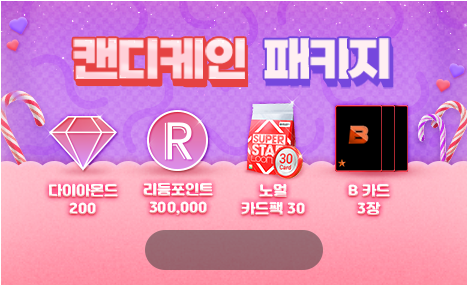 캔디케인 패키지
R
SUPER
STAR
30
Card
B
다이아몬드
200
리듬포인트
300,000
노멀
카드팩 30
B 카드
3장